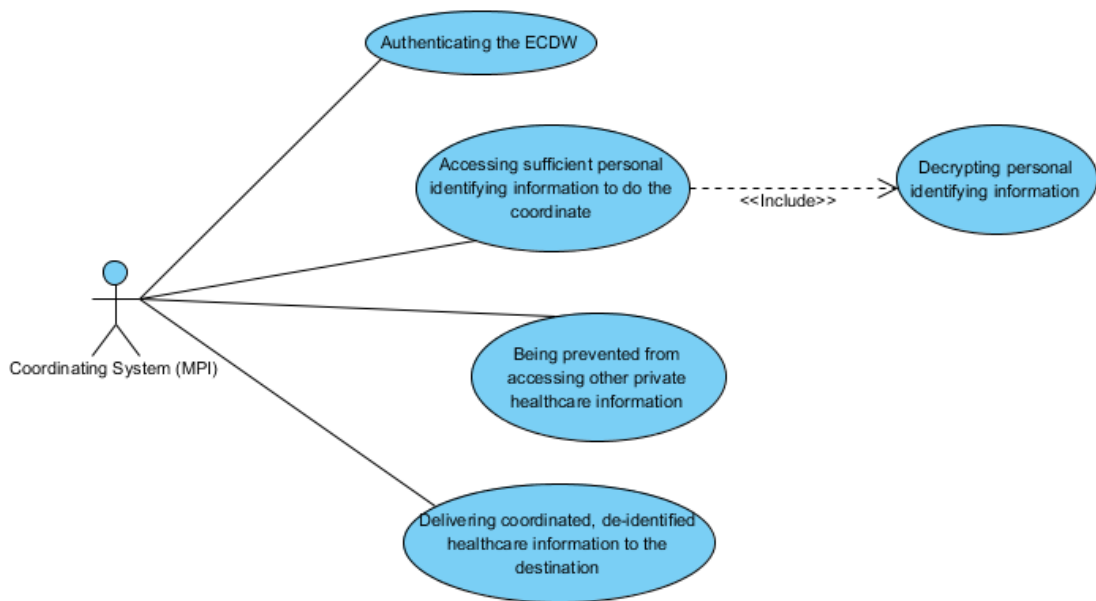 Authenticating the ECDW
Accessing sufficient personal
identifying information to do the
coordinate
Decrypting personal
identifying information
<<Include>>
Coordinating System (MPI)
Being prevented from
accessing other private
healthcare information
Delivering coordinated, de-identified
healthcare information to the
destination